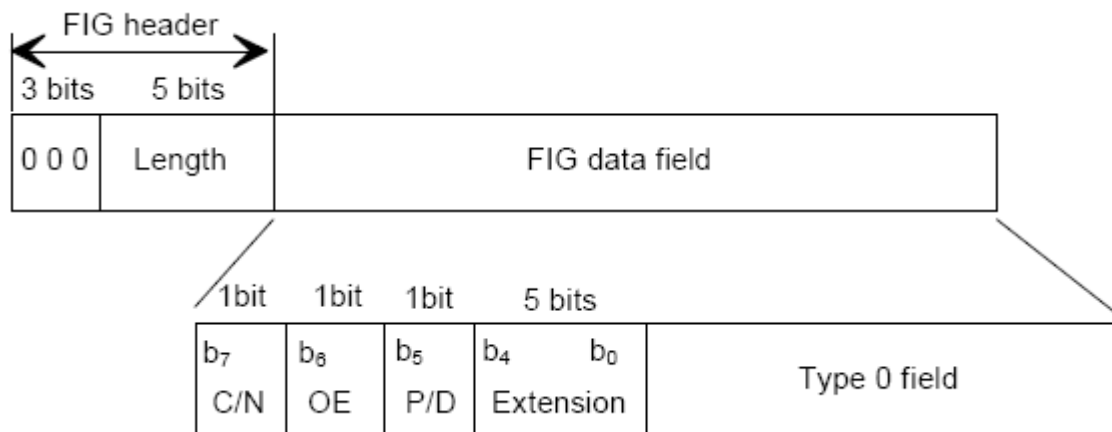 FIG header
3 bits 5 bits
0 0 0 Length FIG data field
1bit 1bit 1bit 5 bits
b₇ b₆ b₅ b₄ b₀
C/N OE P/D Extension Type 0 field